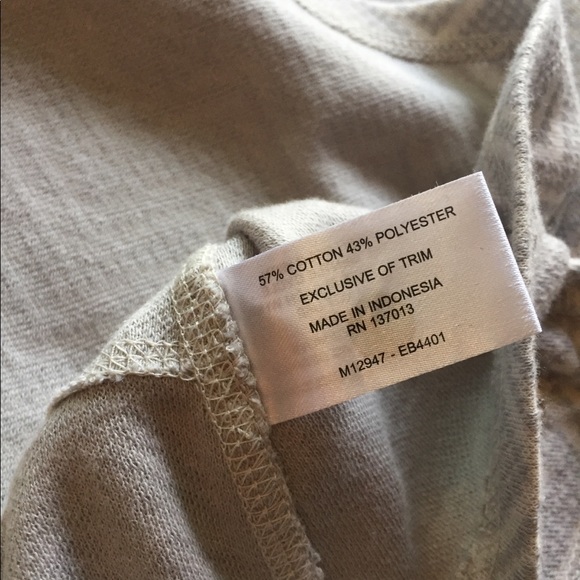 57% COTTON 43% POLYESTER
EXCLUSIVE OF TRIM
MADE IN INDONESIA
RN 137013
M12947 - EB4401